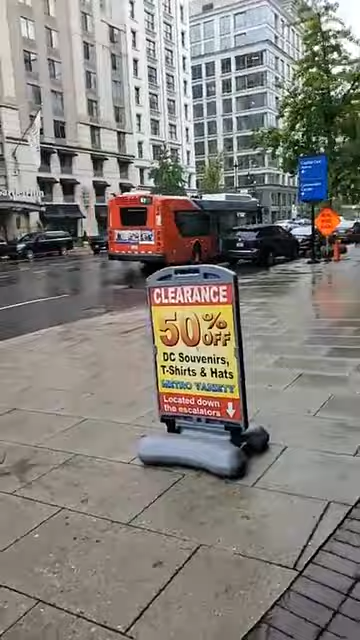 CLEARANCE
50% OFF
DC Souvenirs,
T-Shirts & Hats
METRO VARIETY
Located down
the escalators